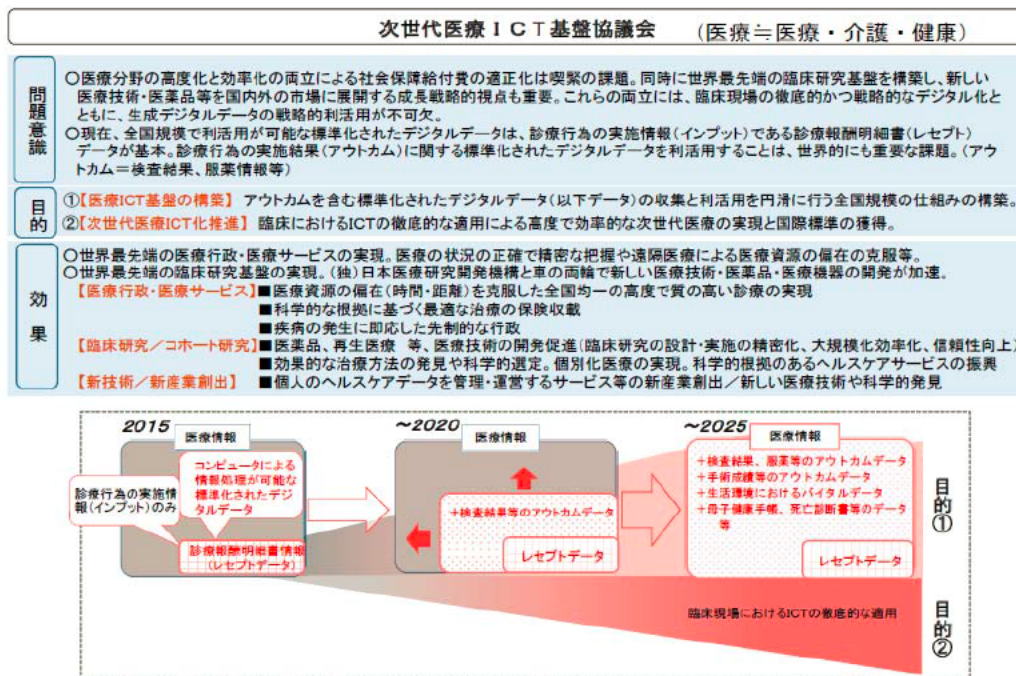 次世代医療ICT基盤協議会 (医療≒医療・介護・健康)
問題意識
○医療分野の高度化と効率化の両立による社会保障給付費の適正化は喫緊の課題。同時に世界最先端の臨床研究基盤を構築し、新しい
医療技術・医薬品等を国内外の市場に展開する成長戦略的視点も重要。これらの両立には、臨床現場の徹底的かつ戦略的なデジタル化と
ともに、生成デジタルデータの戦略的利活用が不可欠。
○現在、全国規模で利活用が可能な標準化されたデジタルデータは、診療行為の実施情報(インプット)である診療報酬明細書(レセプト)
データが基本。診療行為の実施結果(アウトカム)に関する標準化されたデジタルデータを利活用することは、世界的にも重要な課題。(アウ
トカム=検査結果、服薬情報等)
目的
①【医療ICT基盤の構築】 アウトカムを含む標準化されたデジタルデータ(以下データ)の収集と利活用を円滑に行う全国規模の仕組みの構築。
②【次世代医療ICT化推進】 臨床におけるICTの徹底的な適用による高度で効率的な次世代医療の実現と国際標準の獲得。
効果
○世界最先端の医療行政・医療サービスの実現。医療の状況の正確で精密な把握や遠隔医療による医療資源の偏在の克服等。
○世界最先端の臨床研究基盤の実現。(独)日本医療研究開発機構と車の両輪で新しい医療技術・医薬品・医療機器の開発が加速。
【医療行政・医療サービス】■医療資源の偏在(時間・距離)を克服した全国均一の高度で質の高い診療の実現
■科学的な根拠に基づく最適な治療の保険収載
■疾病の発生に即応した先制的な行政
【臨床研究/コホート研究】■医薬品、再生医療 等、医療技術の開発促進(臨床研究の設計・実施の精密化、大規模化効率化、信頼性向上)
■効果的な治療方法の発見や科学的選定。個別化医療の実現。科学的根拠のあるヘルスケアサービスの振興
【新技術/新産業創出】■個人のヘルスケアデータを管理・運営するサービス等の新産業創出/新しい医療技術や科学的発見
2015
医療情報
コンピュータによる
情報処理が可能な
標準化されたデジ
タルデータ
診療行為の実施情
報(インプット)のみ
診療報酬明細書情報
(レセプトデータ)
~2020
医療情報
+検査結果等のアウトカムデータ
レセプトデータ
~2025
医療情報
+検査結果、服薬等のアウトカムデータ
+手術成績等のアウトカムデータ
+生活環境におけるバイタルデータ
+母子健康手帳、死亡診断書等のデータ
等
レセプトデータ
目的①
臨床現場におけるICTの徹底的な適用
目的②